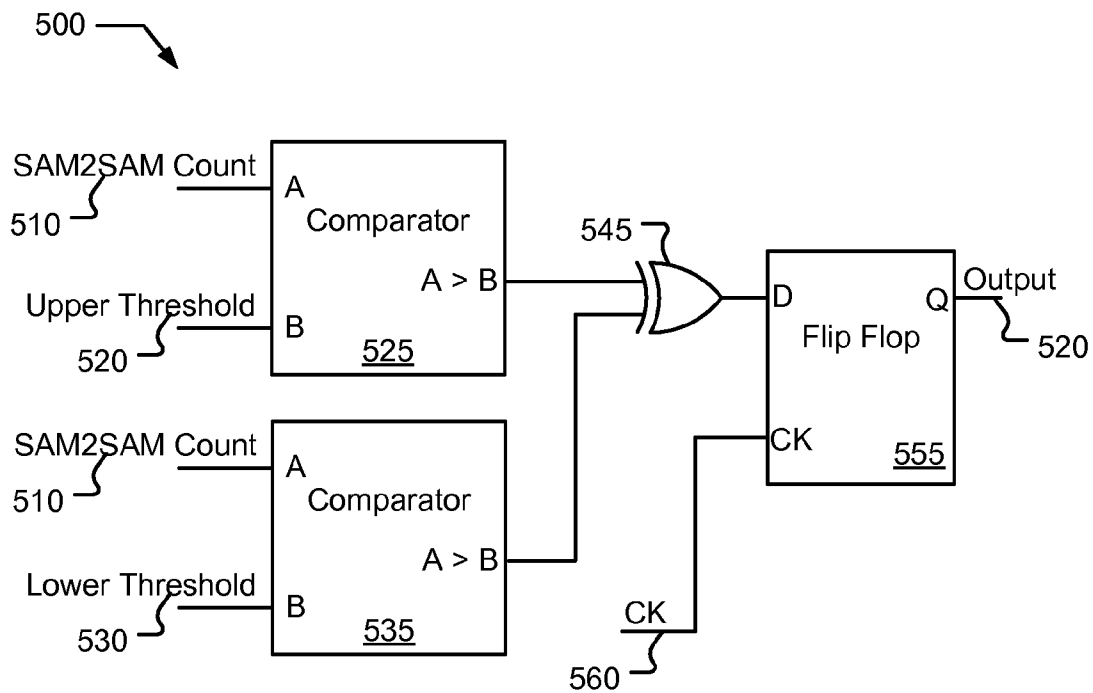 500
SAM2SAM Count
510
A
Comparator
A > B
Upper Threshold
520
B
525
545
D
Flip Flop
Q
Output
520
CK
555
SAM2SAM Count
510
A
Comparator
A > B
Lower Threshold
530
B
535
CK
560